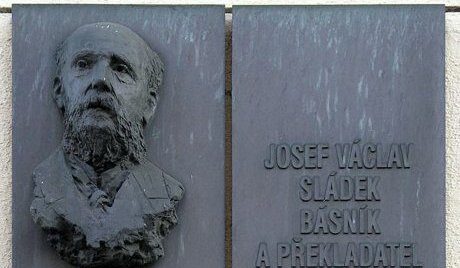 JOSEF VÁCLAV
SLÁDEK
BÁSNÍK
A PŘEKLADATEL